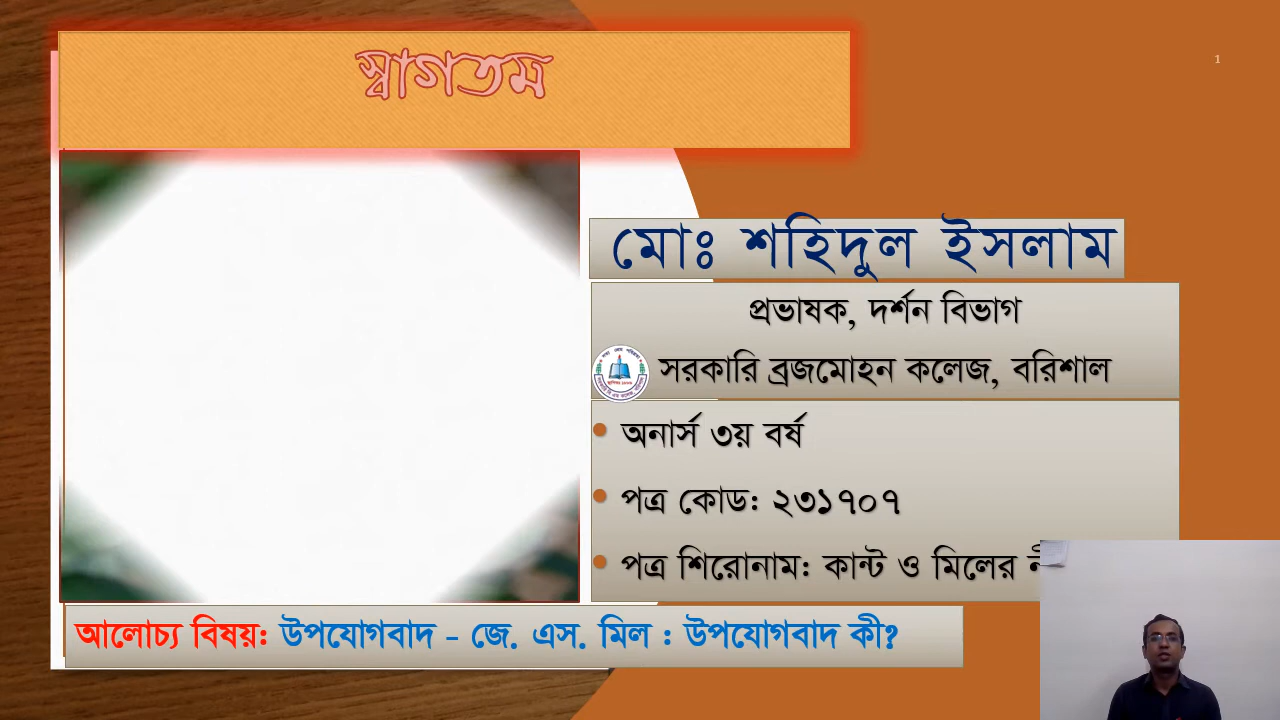 স্বাগতম
1
মোঃ শহিদুল ইসলাম
প্রভাষক, দর্শন বিভাগ
সরকারি ব্রজমোহন কলেজ, বরিশাল
অনার্স ৩য় বর্ষ
পত্র কোড: ২৩১৭০৭
পত্র শিরোনাম: কান্ট ও মিলের
আলোচ্য বিষয়: উপযোগবাদ - জে. এস. মিল : উপযোগবাদ কী?